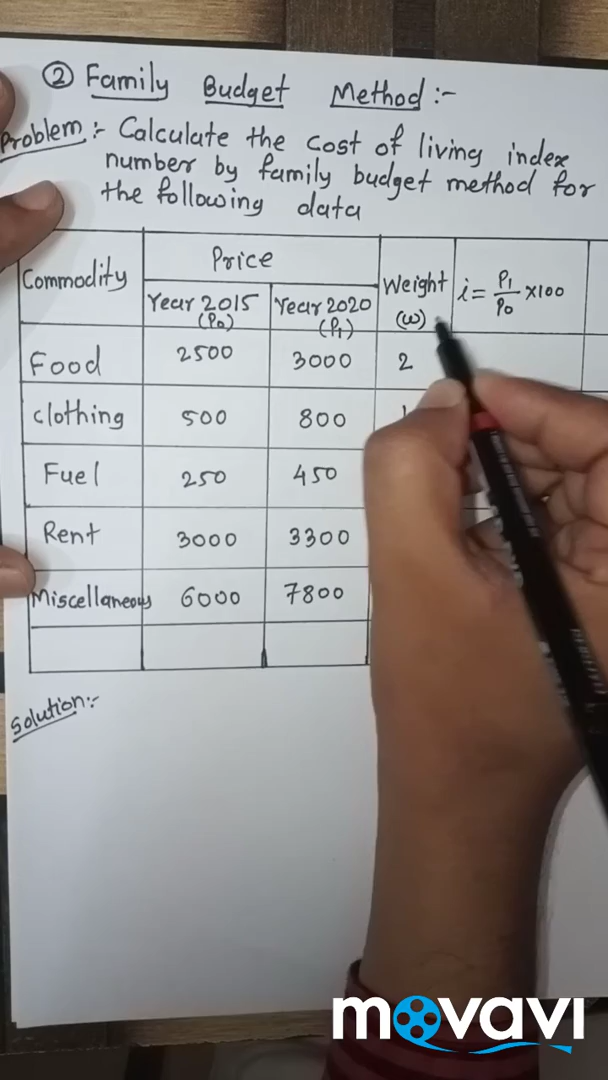 ② Family Budget Method :-
Problem :- Calculate the cost of living index
number by family budget method for
the following data
Commodity Price Weight (w) i = P₁/P₀ ×100
Year 2015 (P₀) Year 2020 (P₁)
Food 2500 3000 2
Clothing 500 800
Fuel 250 450
Rent 3000 3300
Miscellaneous 6000 7800
Solution :-
movavi